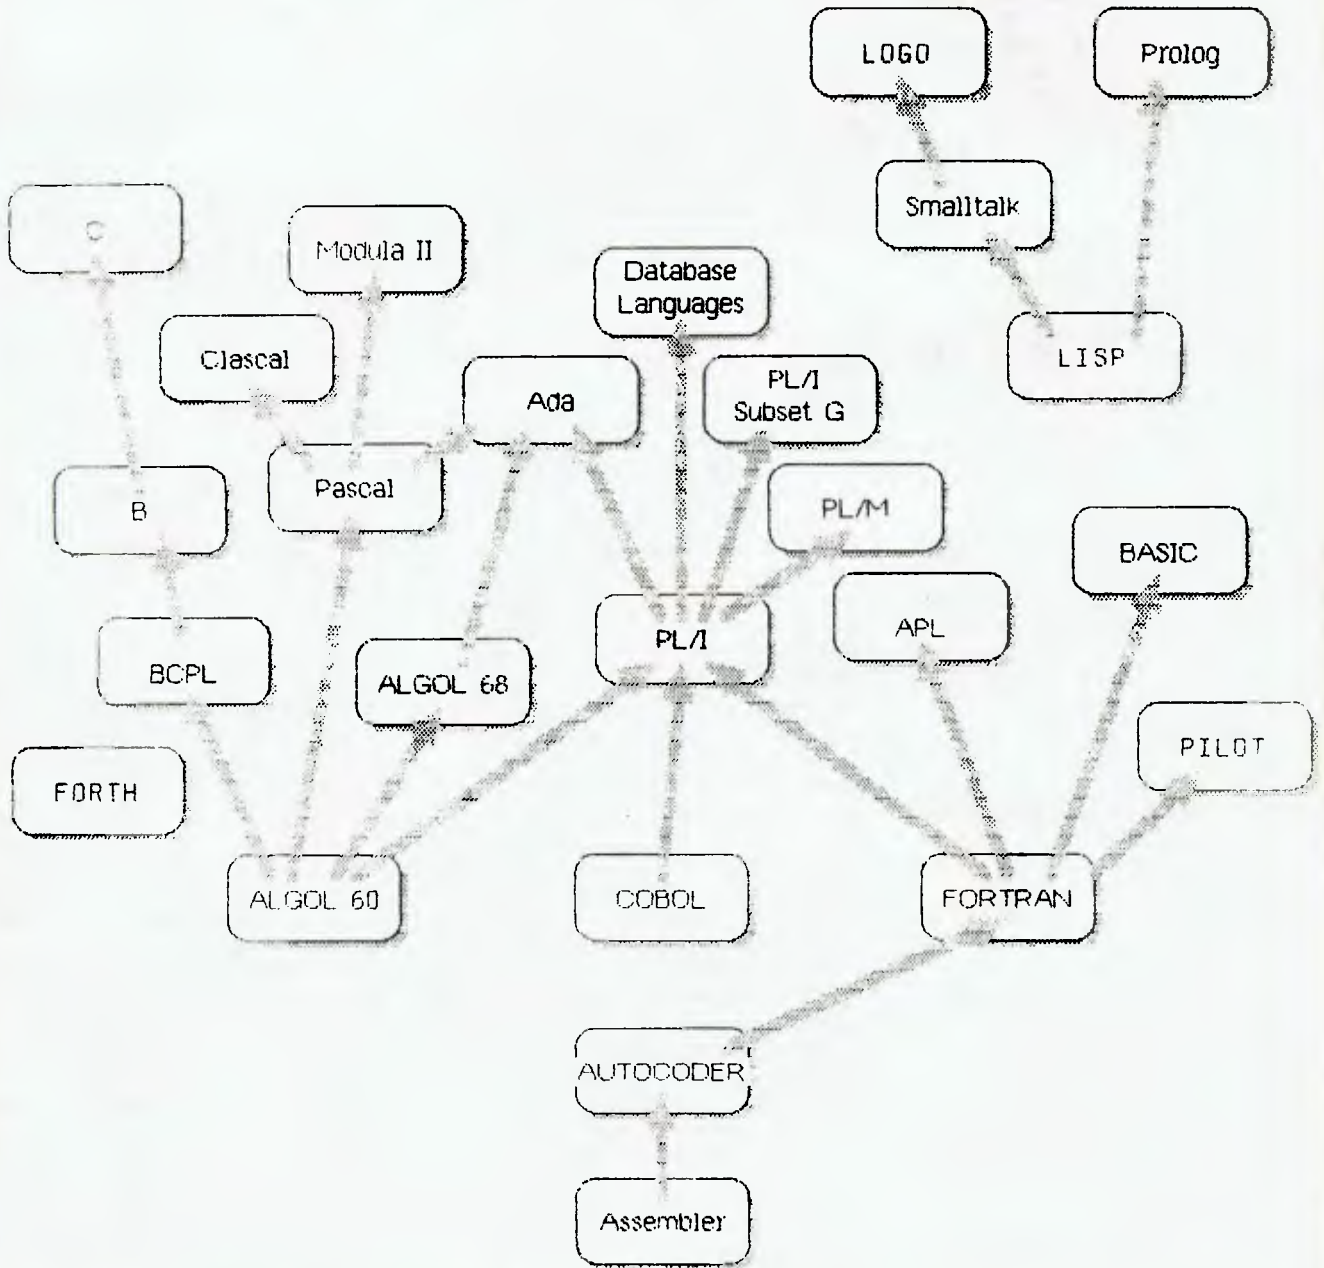 LOGO
Prolog
Smalltalk
C
Modula II
Database
Languages
Clascal
LISP
Ada
PL/I
Subset G
Pascal
B
PL/M
BASIC
APL
PL/I
BCPL
ALGOL 68
PILOT
FORTH
ALGOL 60
COBOL
FORTRAN
AUTOCODER
Assembler